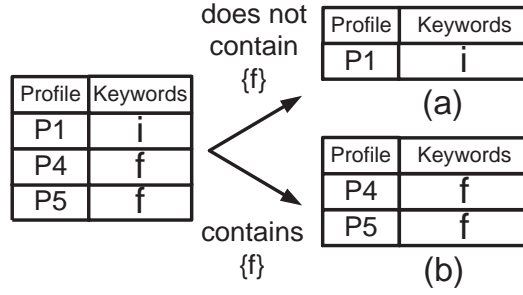 Profile Keywords
P1 i
P4 f
P5 f
does not
contain
{f}
Profile Keywords
P1 i
(a)
contains
{f}
Profile Keywords
P4 f
P5 f
(b)